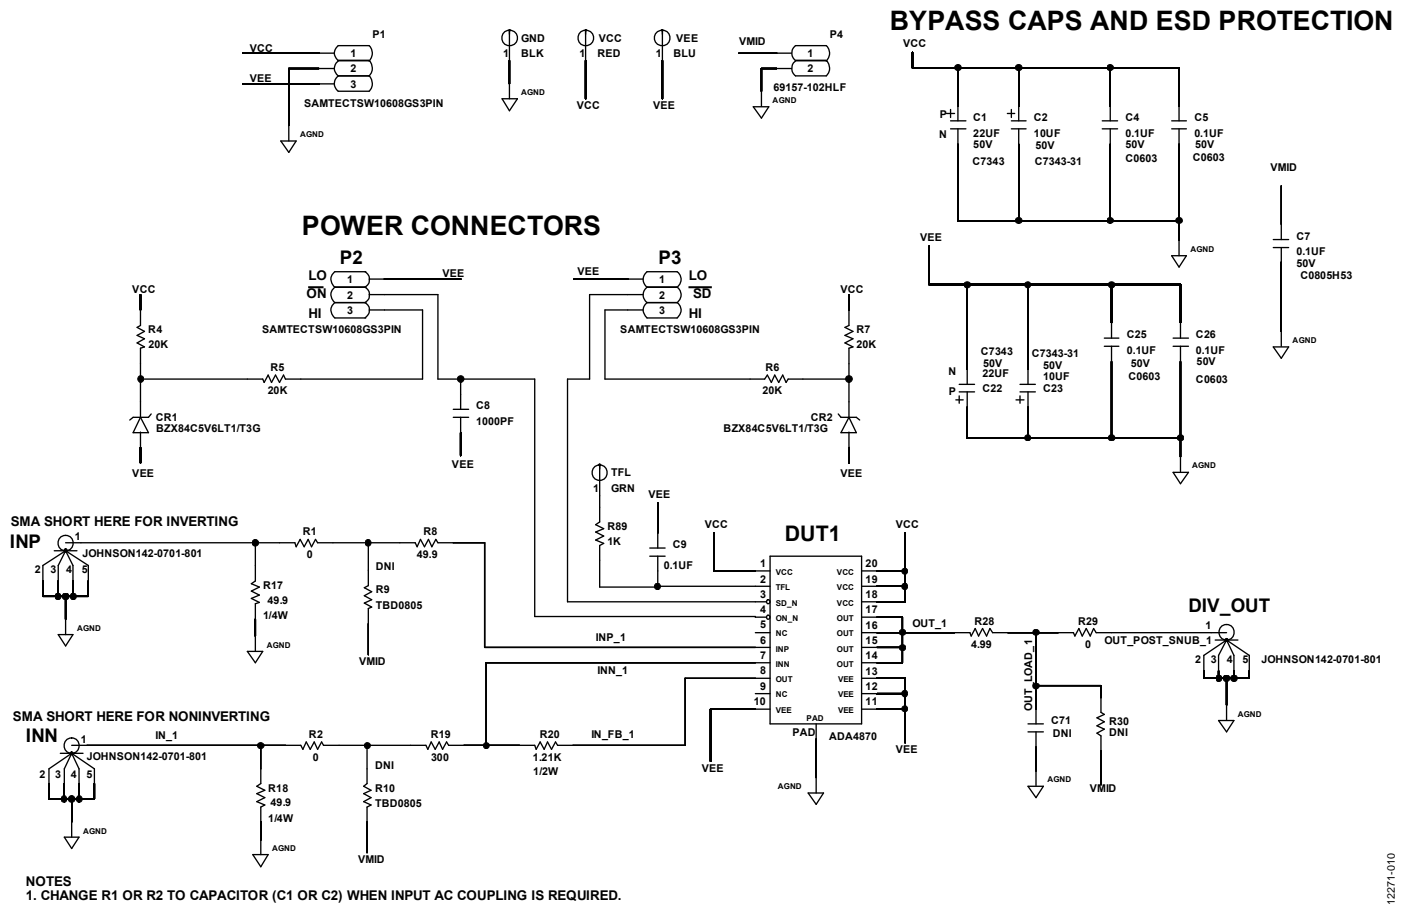 BYPASS CAPS AND ESD PROTECTION
P1
VCC
VEE
1
2
3
SAMTECTSW10608GS3PIN
AGND
GND
1
BLK
AGND
VCC
1
RED
VCC
VEE
1
BLU
VEE
P4
VMID
1
2
69157-102HLF
AGND
VCC
P
N
C1
22UF
50V
C7343
C2
10UF
50V
C7343-31
C4
0.1UF
50V
C0603
C5
0.1UF
50V
C0603
AGND
VMID
C7
0.1UF
50V
C0805H53
AGND
VEE
C7343
50V
22UF
C22
N
P
C7343-31
50V
10UF
C23
C25
0.1UF
50V
C0603
C26
0.1UF
50V
C0603
AGND
POWER CONNECTORS
P2
LO
ON
HI
1
2
3
VEE
SAMTECTSW10608GS3PIN
P3
VEE
1
2
3
LO
SD
HI
SAMTECTSW10608GS3PIN
VCC
R4
20K
R5
20K
CR1
BZX84C5V6LT1/T3G
VEE
C8
1000PF
VEE
VCC
R7
20K
R6
20K
CR2
BZX84C5V6LT1/T3G
VEE
TFL
1
GRN
R89
1K
VEE
C9
0.1UF
SMA SHORT HERE FOR INVERTING
INP
1
JOHNSON142-0701-801
2 3 4 5
AGND
R17
49.9
1/4W
AGND
R1
0
DNI
R9
TBD0805
VMID
R8
49.9
INP_1
INN_1
VCC
DUT1
VCC
1 VCC
2 TFL
3 SD_N
4 ON_N
5 NC
6 INP
7 INN
8 OUT
9 NC
10 VEE
VCC 20
VCC 19
VCC 18
OUT 17
OUT 16
OUT 15
OUT 14
VEE 13
VEE 12
VEE 11
PAD
PAD
ADA4870
VEE
VEE
AGND
OUT_1
R28
4.99
R29
0
OUT_LOAD_1
OUT_POST_SNUB_1
C71
DNI
R30
DNI
AGND
VMID
DIV_OUT
1
2 3 4 5
JOHNSON142-0701-801
AGND
SMA SHORT HERE FOR NONINVERTING
INN
1
IN_1
JOHNSON142-0701-801
2 3 4 5
AGND
R18
49.9
1/4W
AGND
R2
0
DNI
R10
TBD0805
VMID
R19
300
R20
1.21K
1/2W
IN_FB_1
NOTES
1. CHANGE R1 OR R2 TO CAPACITOR (C1 OR C2) WHEN INPUT AC COUPLING IS REQUIRED.
12271-010